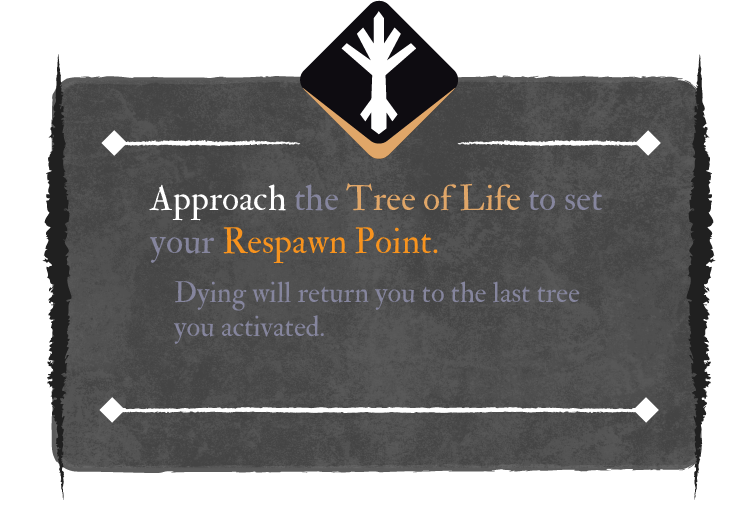 Approach the Tree of Life to set
your Respawn Point.
Dying will return you to the last tree
you activated.